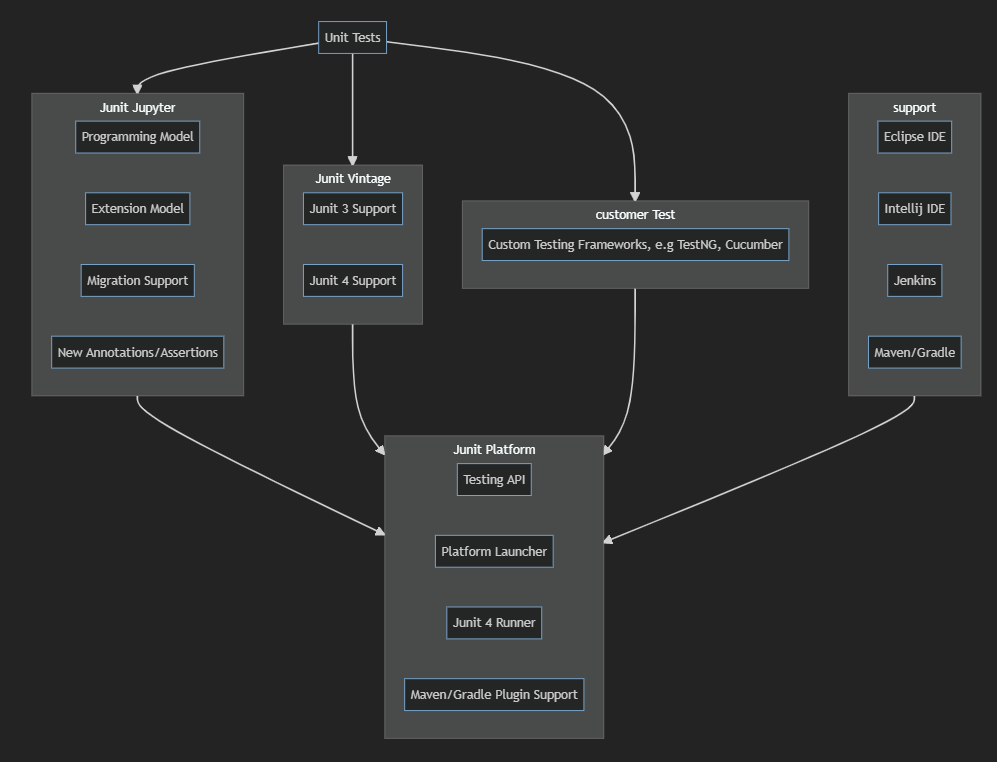 Unit Tests
Junit Jupyter
Programming Model
Extension Model
Migration Support
New Annotations/Assertions
Junit Vintage
Junit 3 Support
Junit 4 Support
customer Test
Custom Testing Frameworks, e.g TestNG, Cucumber
support
Eclipse IDE
Intellij IDE
Jenkins
Maven/Gradle
Junit Platform
Testing API
Platform Launcher
Junit 4 Runner
Maven/Gradle Plugin Support